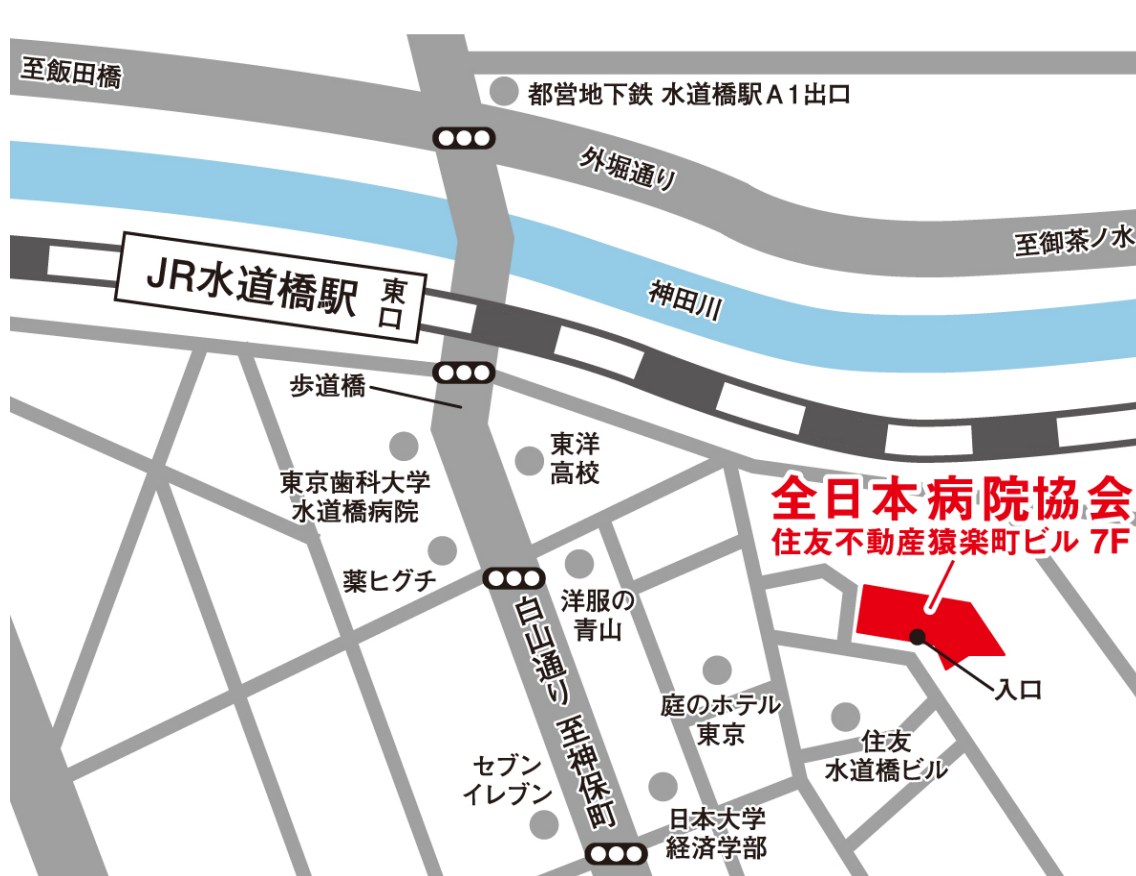 至飯田橋
都営地下鉄 水道橋駅A1出口
外堀通り
至御茶ノ水
JR水道橋駅
東口
神田川
歩道橋
東洋
高校
東京歯科大学
水道橋病院
全日本病院協会
住友不動産猿楽町ビル 7F
薬ヒグチ
洋服の
青山
白山通り 至神保町
入口
庭のホテル
東京
住友
水道橋ビル
セブン
イレブン
日本大学
経済学部